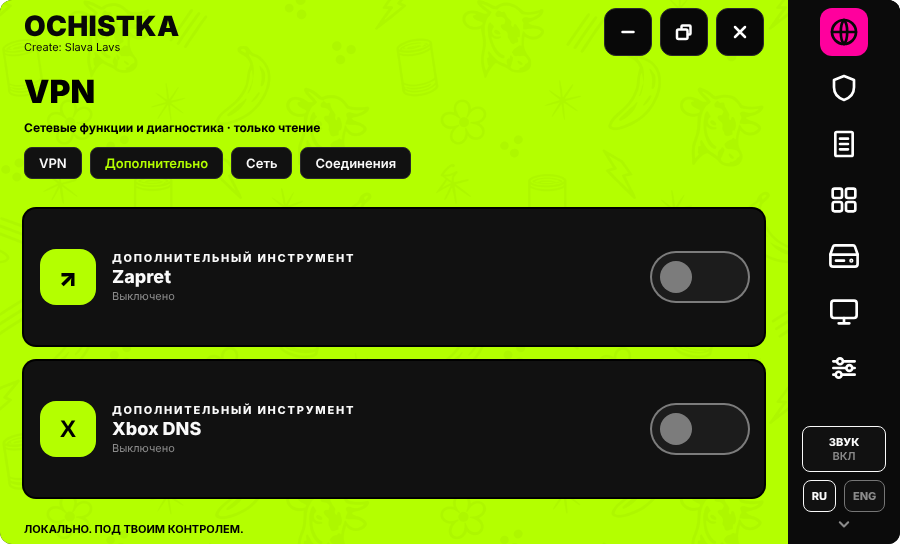 OCHISTKA
Create: Slava Lavs
VPN
Сетевые функции и диагностика · только чтение
VPN
Дополнительно
Сеть
Соединения
ДОПОЛНИТЕЛЬНЫЙ ИНСТРУМЕНТ
Zapret
Выключено
X
ДОПОЛНИТЕЛЬНЫЙ ИНСТРУМЕНТ
Xbox DNS
Выключено
ЛОКАЛЬНО. ПОД ТВОИМ КОНТРОЛЕМ.
ЗВУК
ВКЛ
RU
ENG